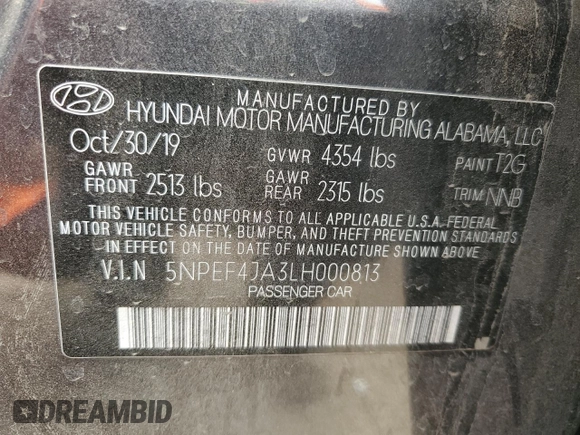 MANUFACTURED BY
HYUNDAI MOTOR MANUFACTURING ALABAMA, LLC
Oct/30/19 GVWR 4354 lbs PAINT T2G
GAWR FRONT 2513 lbs GAWR REAR 2315 lbs TRIM NNB
THIS VEHICLE CONFORMS TO ALL APPLICABLE U.S.A. FEDERAL
MOTOR VEHICLE SAFETY, BUMPER, AND THEFT STANDARDS
IN EFFECT ON THE DATE OF MANUFACTURE SHOWN ABOVE
V.I.N 5NPEF4JA3LH000813
PASSENGER CAR
DREAMBID